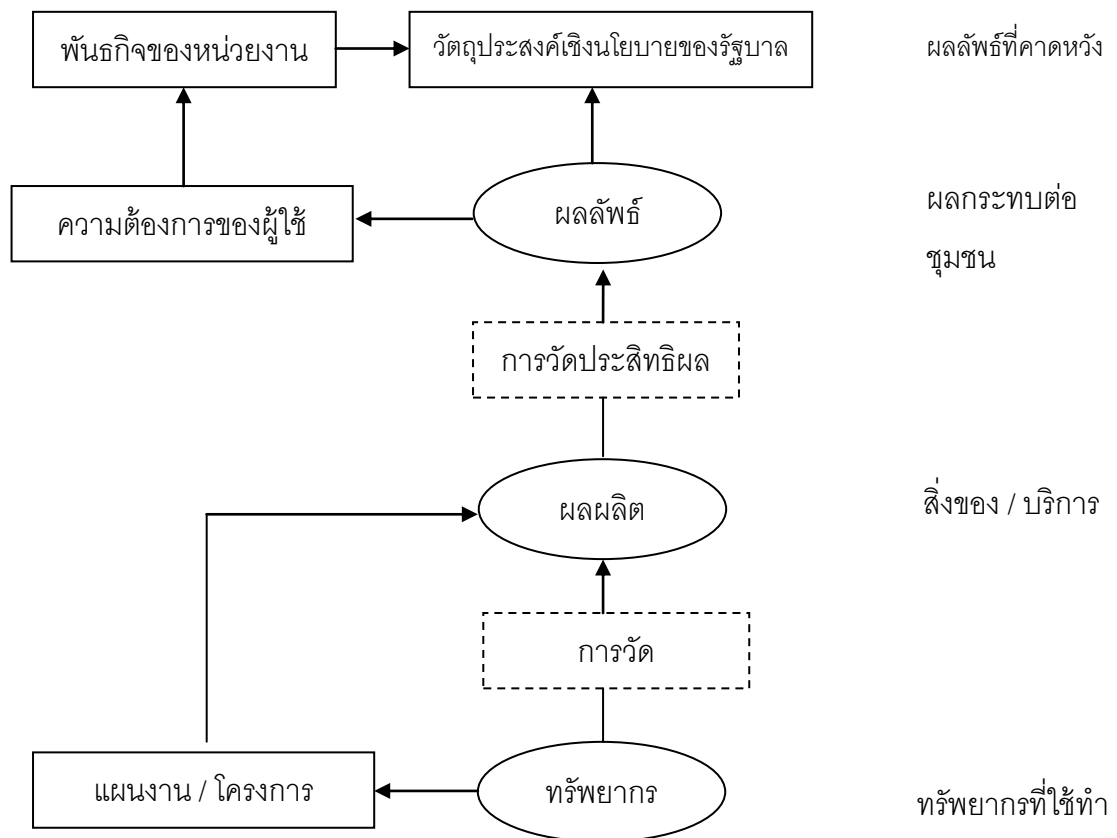 พันธกิจของหน่วยงาน
วัตถุประสงค์เชิงนโยบายของรัฐบาล
ผลลัพธ์ที่คาดหวัง
ความต้องการของผู้ใช้
ผลลัพธ์
ผลกระทบต่อ
ชุมชน
การวัดประสิทธิผล
ผลผลิต
สิ่งของ / บริการ
การวัด
แผนงาน / โครงการ
ทรัพยากร
ทรัพยากรที่ใช้ทำ